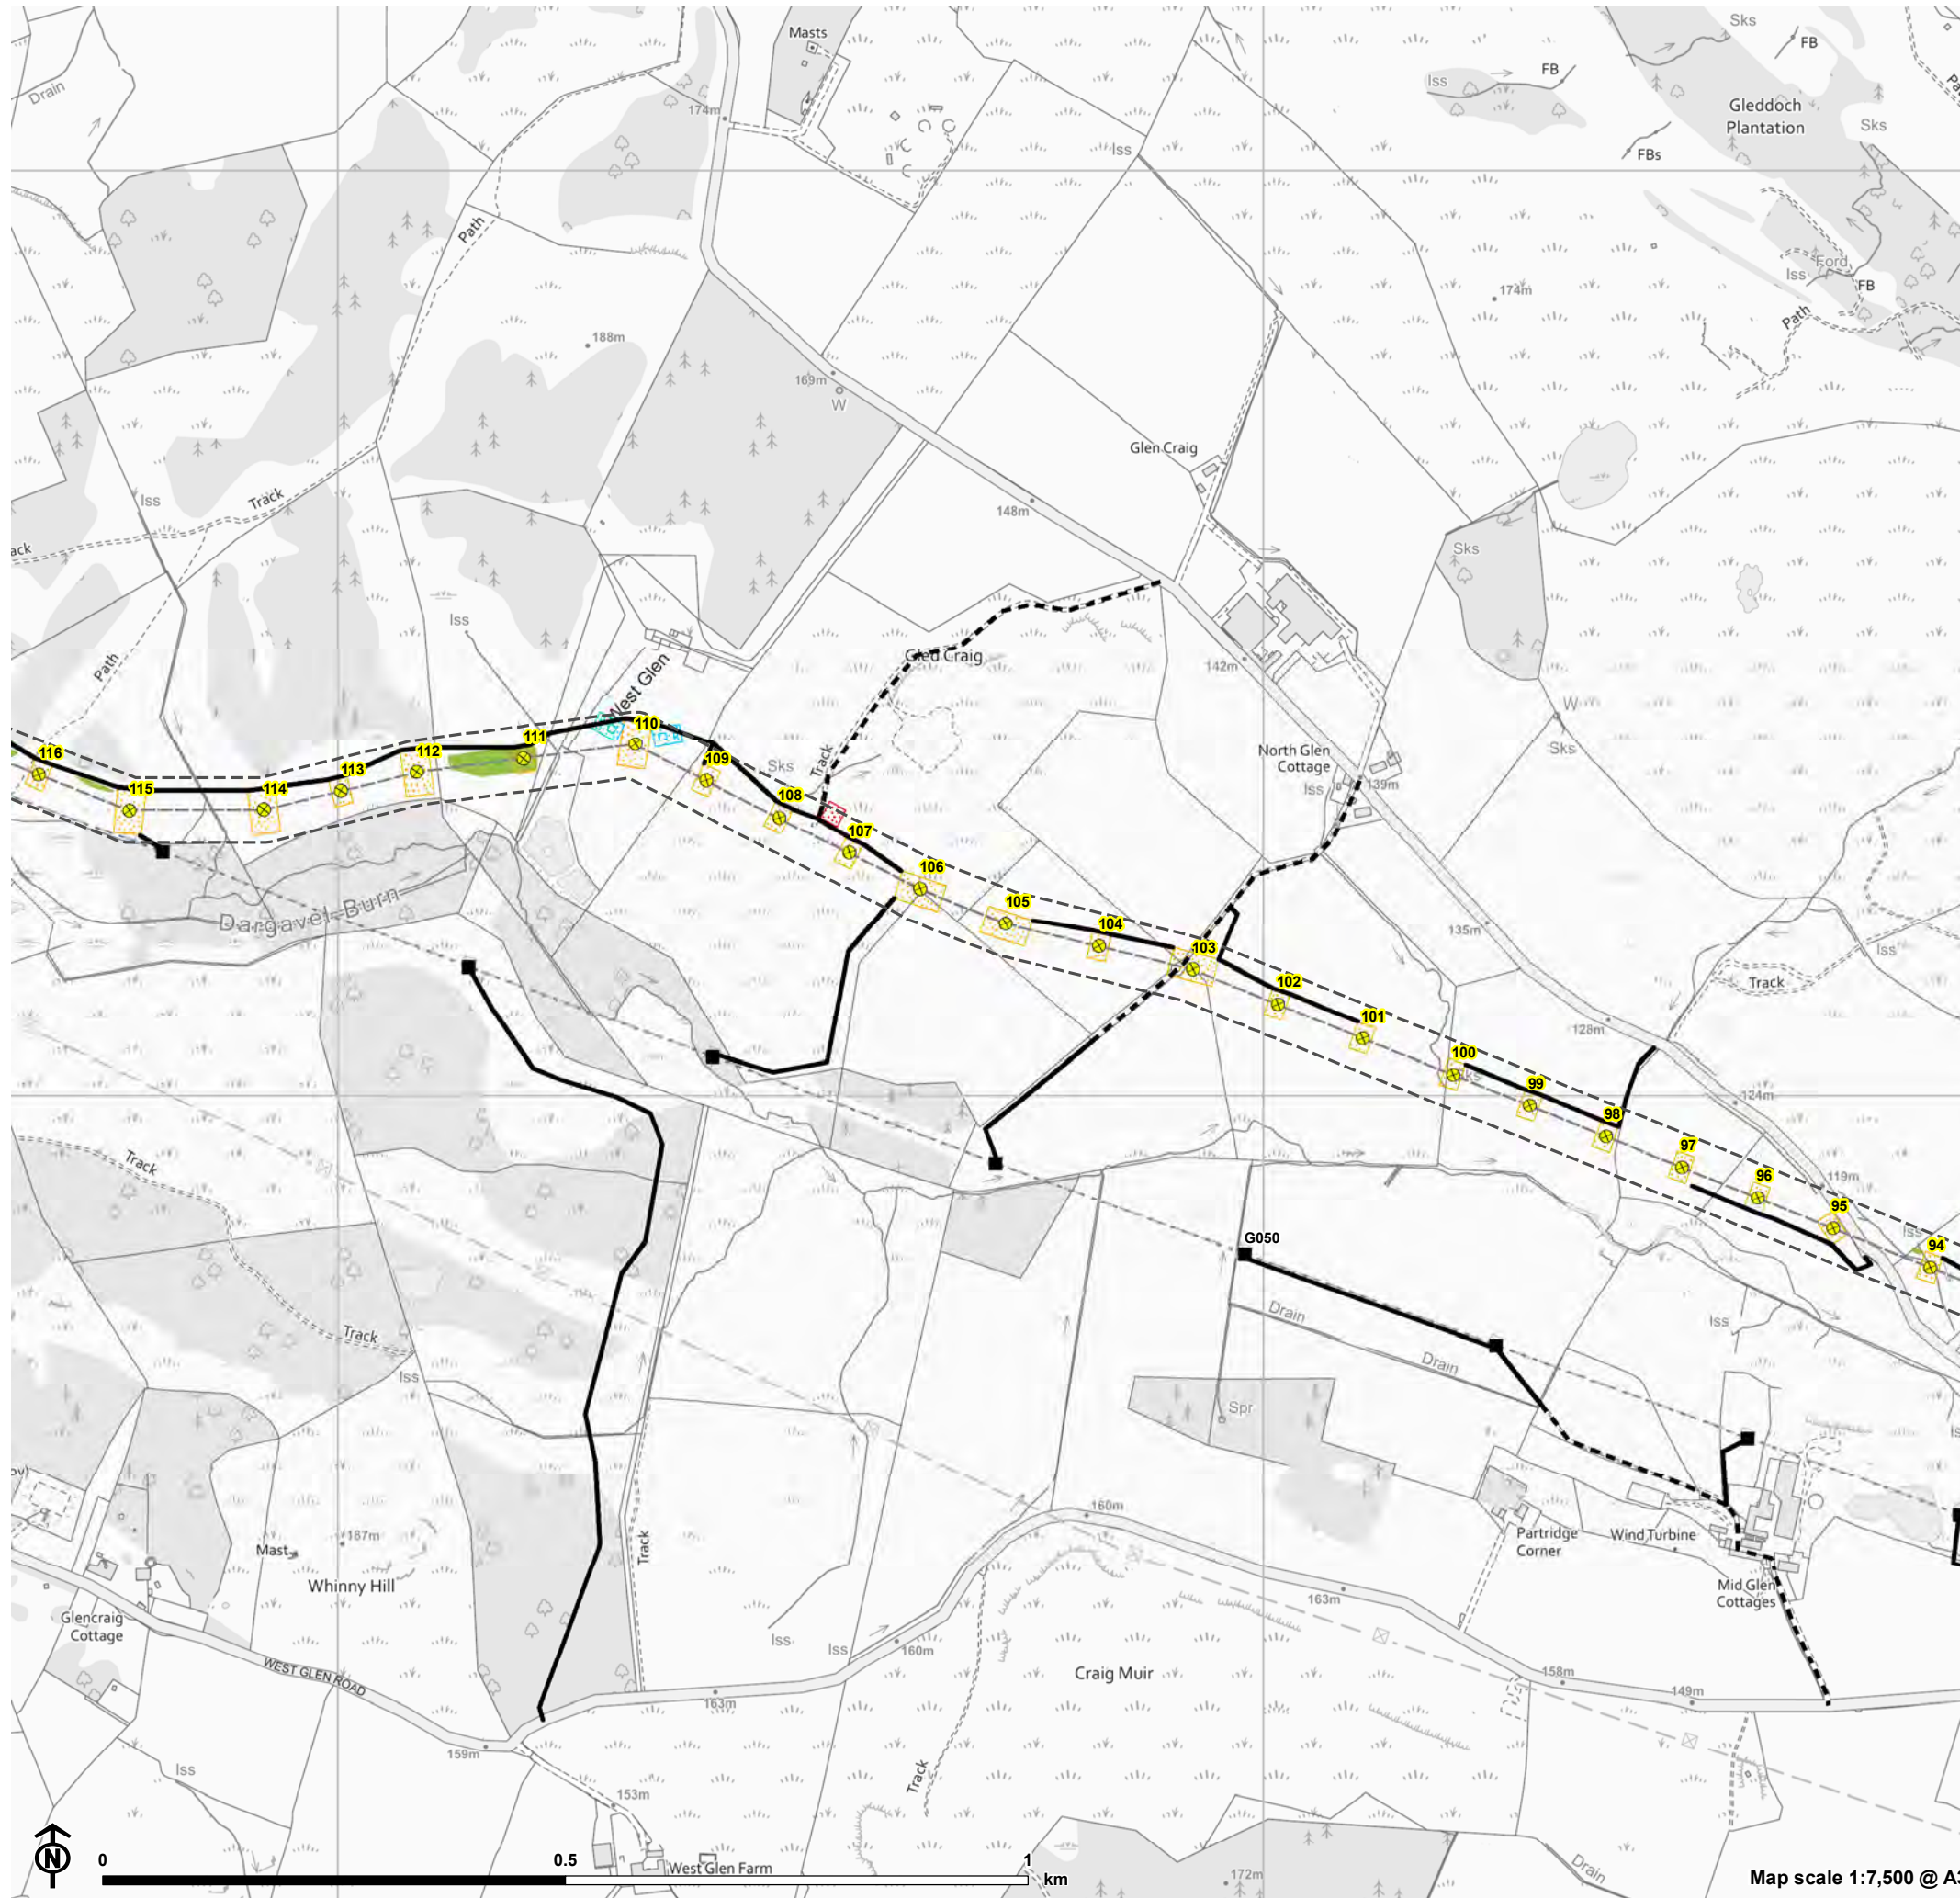 Masts
Sks
FB
FB
Iss
Drain
174m
Gleddoch
Plantation
Sks
Iss
FBs
Path
Ford
Iss
FB
174m
Path
188m
169m
W
Glen Craig
Iss
Track
148m
Sks
Iss
Path
West Glen
Gled Craig
142m
W
Sks
North Glen
Cottage
Iss
139m
Track
Sks
116
115
114
113
112
111
110
109
108
107
106
105
104
103
102
101
100
99
98
97
96
95
94
Dargavel Burn
135m
Iss
Track
128m
124m
119m
Iss
Track
G050
Drain
Drain
Iss
Track
Iss
Spr
160m
Partridge
Corner
Wind Turbine
Mid Glen
Cottages
187m
Mast
Whinny Hill
Track
Glencraig
Cottage
WEST GLEN ROAD
Iss
Iss
160m
163m
163m
Craig Muir
158m
149m
159m
Iss
153m
Track
West Glen Farm
172m
Drain
N
0
0.5
1
km
Map scale 1:7,500 @